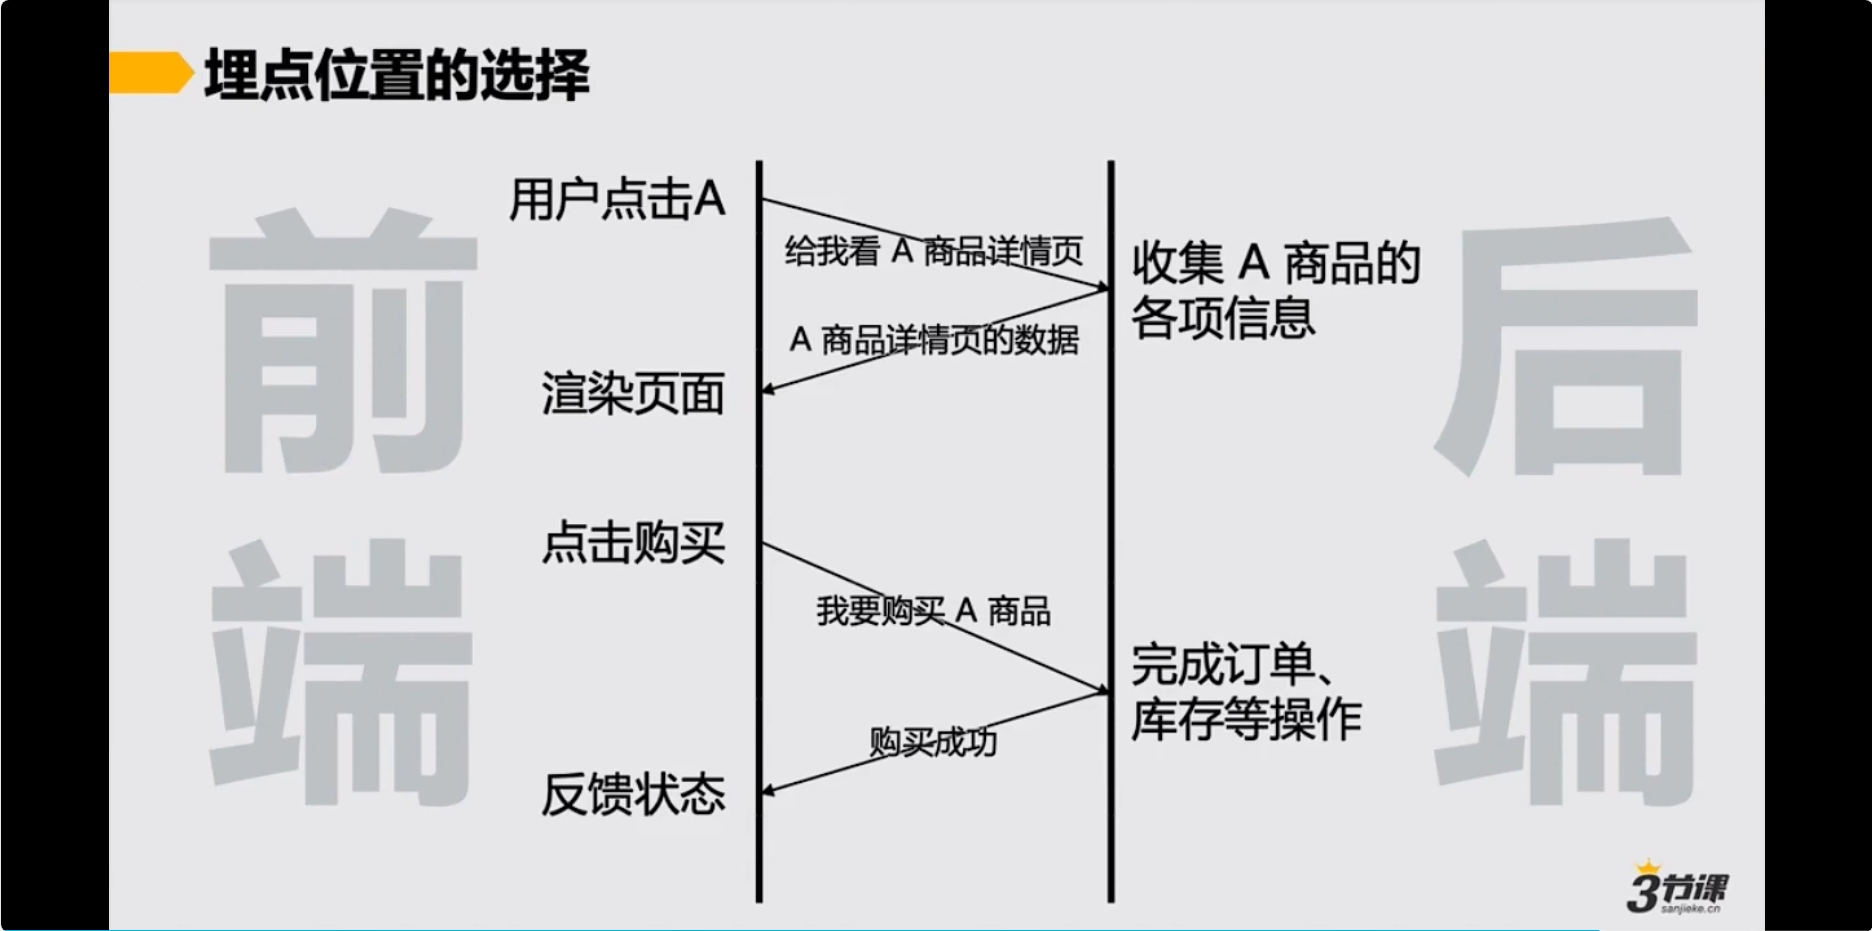 埋点位置的选择
前端
后端
用户点击A
给我看 A 商品详情页
收集 A 商品的
各项信息
A 商品详情页的数据
渲染页面
点击购买
我要购买 A 商品
完成订单、
库存等操作
购买成功
反馈状态
3节课
sanjieke.cn